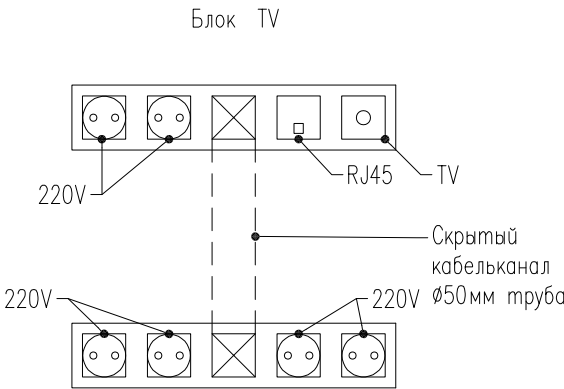 Блок TV
RJ45
TV
220V
Скрытый
кабельканал
Ø50мм труба
220V
220V